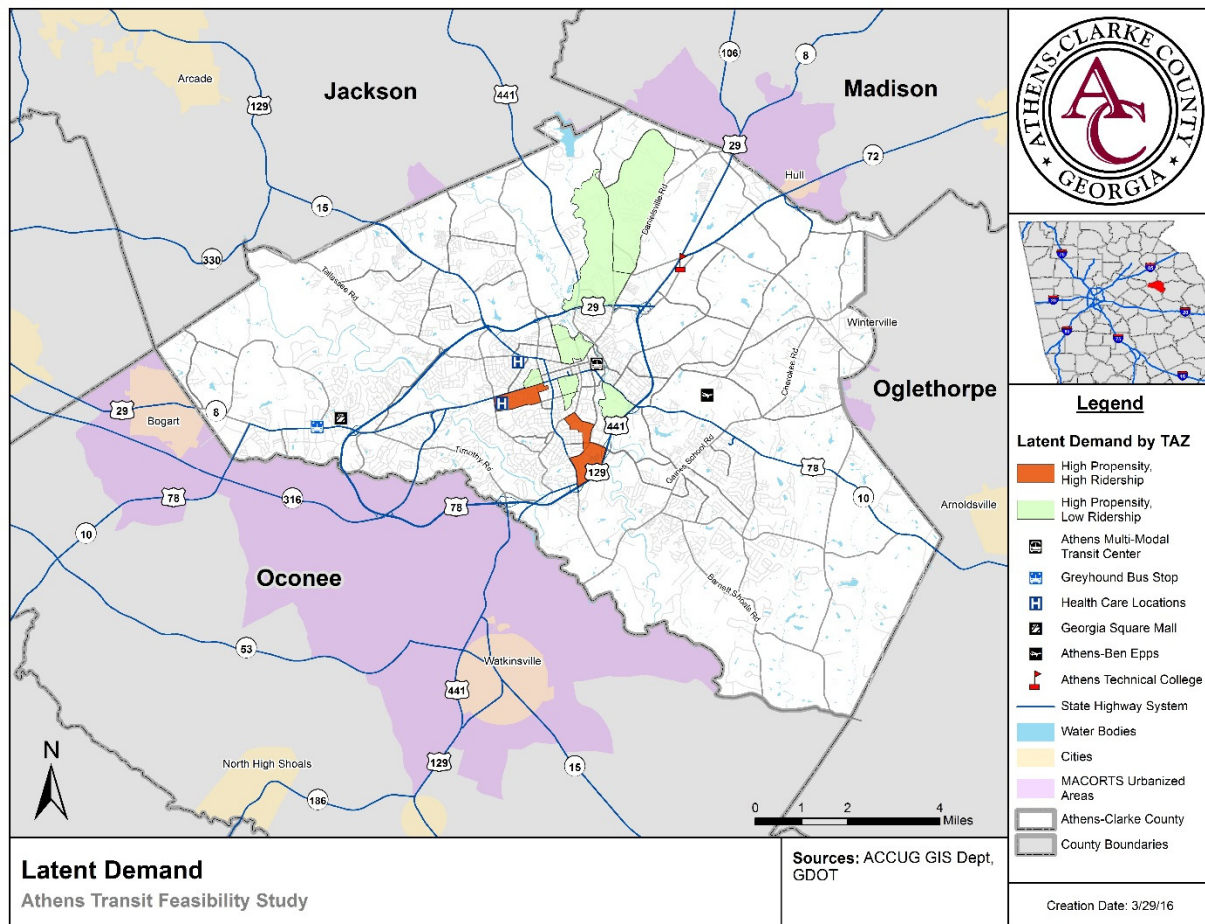 Arcade
Jackson
Madison
106
8
441
129
29
72
Hull
15
Danielsville Rd
330
Tallassee Rd
29
Winterville
Cherokee Rd
Oglethorpe
29
8
Bogart
441
Gaines School Rd
Timothy Rd
129
78
78
316
78
10
10
Arnoldsville
Oconee
Barnett Shoals Rd
53
Watkinsville
441
N
North High Shoals
129
15
186
0 1 2 4
Miles
ATHENS-CLARKE COUNTY
AC
GEORGIA
Legend
Latent Demand by TAZ
High Propensity,
High Ridership
High Propensity,
Low Ridership
Athens Multi-Modal
Transit Center
Greyhound Bus Stop
H Health Care Locations
Georgia Square Mall
Athens-Ben Epps
Athens Technical College
State Highway System
Water Bodies
Cities
MACORTS Urbanized
Areas
Athens-Clarke County
County Boundaries
Latent Demand
Athens Transit Feasibility Study
Sources: ACCUG GIS Dept,
GDOT
Creation Date: 3/29/16